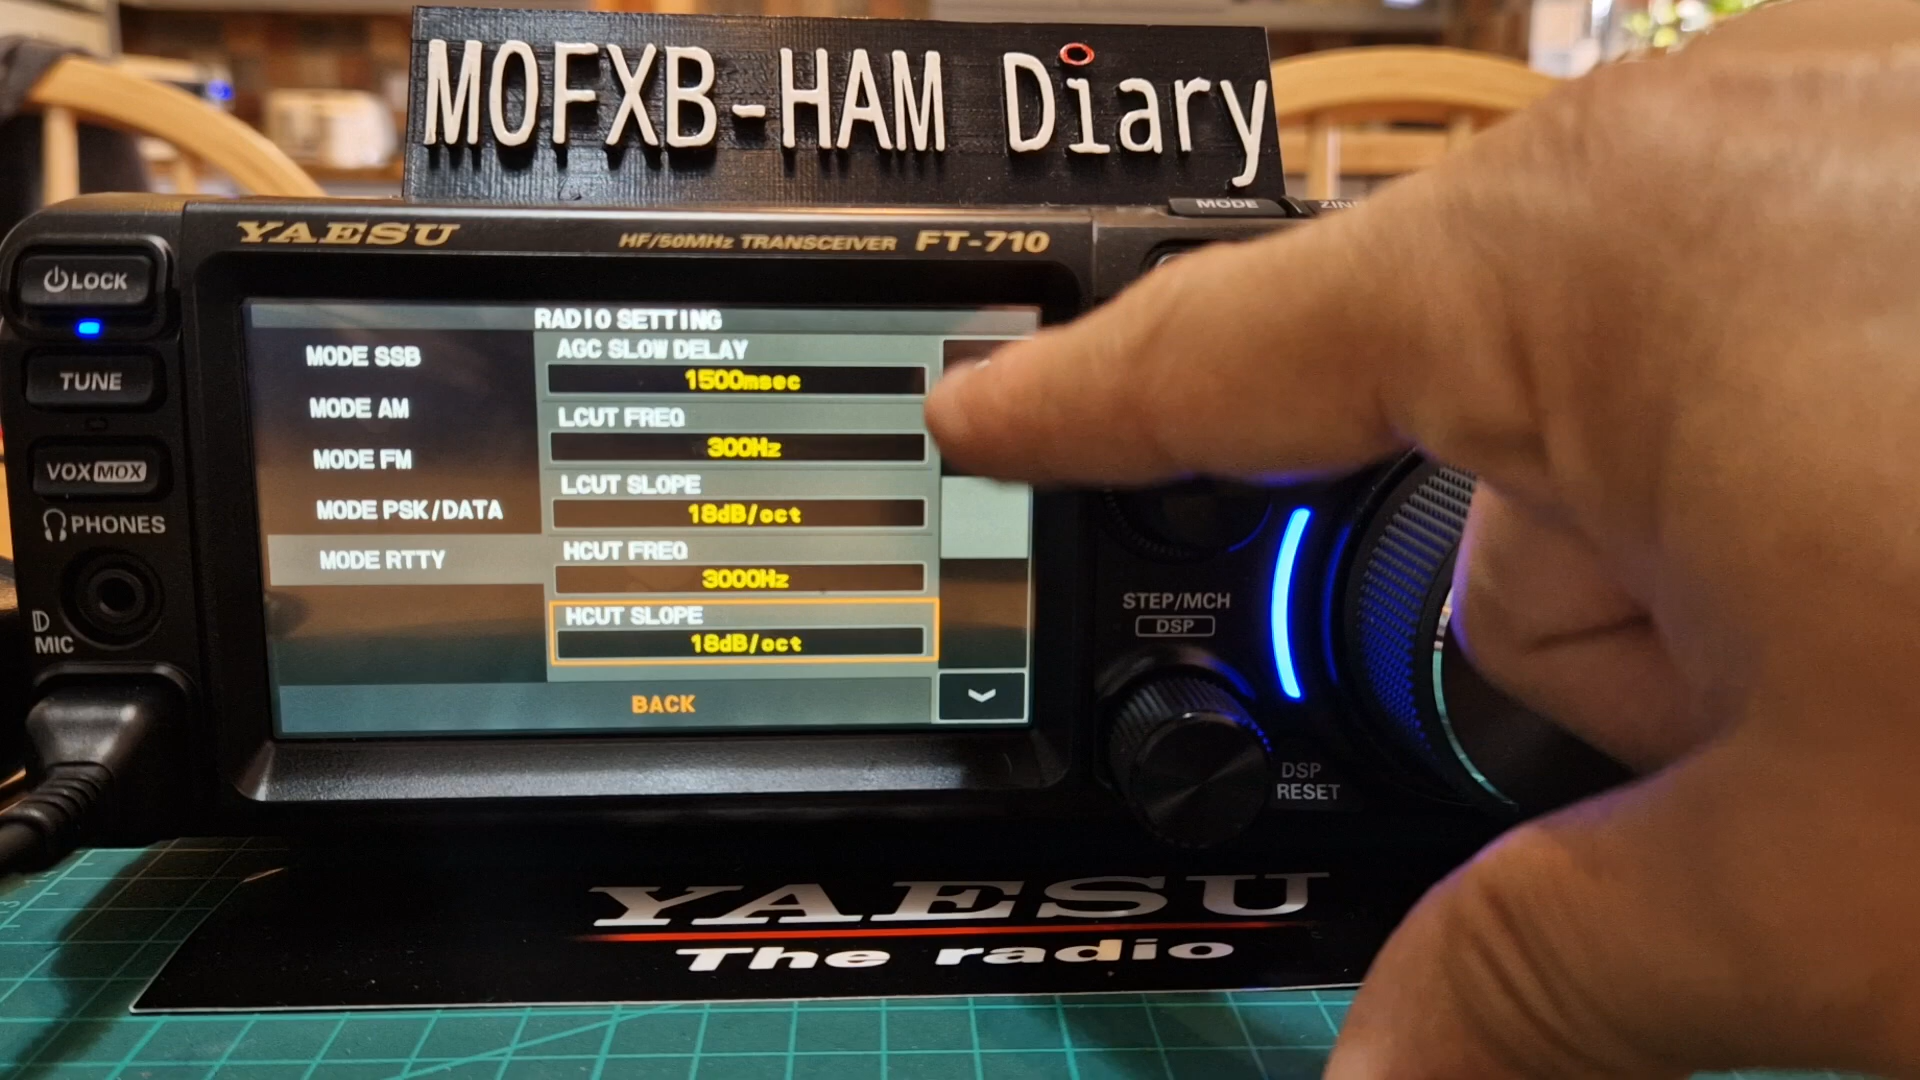 M0FXB-HAM Diary
MODE
YAESU
HF/50MHz TRANSCEIVER FT-710
LOCK
TUNE
VOX MOX
PHONES
MIC
RADIO SETTING
MODE SSB
MODE AM
MODE FM
MODE PSK/DATA
MODE RTTY
AGC SLOW DELAY
1500msec
LCUT FREQ
300Hz
LCUT SLOPE
18dB/oct
HCUT FREQ
3000Hz
HCUT SLOPE
18dB/oct
BACK
STEP/MCH
DSP
DSP
RESET
YAESU
The radio